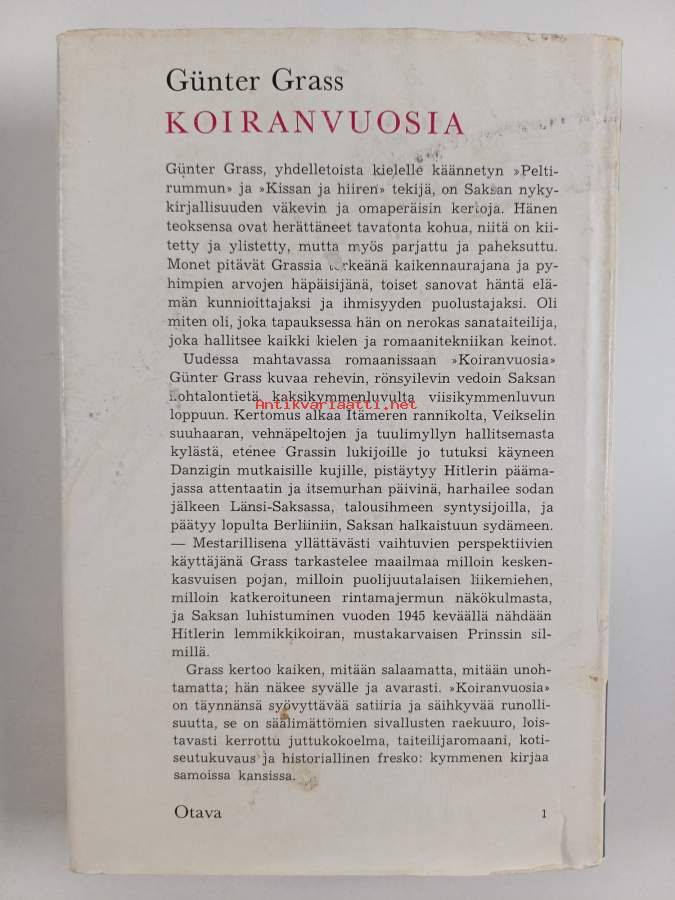 Günter Grass
KOIRANVUOSIA
Günter Grass, yhdelletoista kielelle käännetyn »Pelti-
rummun» ja »Kissan ja hiiren» tekijä, on Saksan nyky-
kirjallisuuden väkevin ja omaperäisin kertoja. Hänen
teoksensa ovat herättäneet tavatonta kohua, niitä on kii-
tetty ja ylistetty, mutta myös parjattu ja paheksuttu.
Monet pitävät Grassia törkeänä kaikennaurajana ja py-
himpien arvojen häpäisijänä, toiset sanovat häntä elä-
män kunnioittajaksi ja ihmisyyden puolustajaksi. Oli
miten oli, joka tapauksessa hän on nerokas sanataiteilija,
joka hallitsee kaikki kielen ja romaanitekniikan keinot.
Uudessa mahtavassa romaanissaan »Koiranvuosia»
Günter Grass kuvaa rehevin, rönsyilevin vedoin Saksan
kohtalontietä kaksikymmenluvulta viisikymmenluvun
Antikvariaatti.net
loppuun. Kertomus alkaa Itämeren rannikolta, Veikselin
suuhaaran, vehnäpeltojen ja tuulimyllyn hallitsemasta
kylästä, etenee Grassin lukijoille jo tutuksi käyneen
Danzigin mutkaisille kujille, pistäytyy Hitlerin pääma-
jassa attentaatin ja itsemurhan päivinä, harhailee sodan
jälkeen Länsi-Saksassa, talousihmeen syntysijoilla, ja
päätyy lopulta Berliiniin, Saksan halkaistuun sydämeen.
— Mestarillisena yllättävästi vaihtuvien perspektiivien
käyttäjänä Grass tarkastelee maailmaa milloin kesken-
kasvuisen pojan, milloin puolijuutalaisen liikemiehen,
milloin katkeroituneen rintamajermun näkökulmasta,
ja Saksan luhistuminen vuoden 1945 keväällä nähdään
Hitlerin lemmikkikoiran, mustakarvaisen Prinssin sil-
millä.
Grass kertoo kaiken, mitään salaamatta, mitään unoh-
tamatta; hän näkee syvälle ja avarasti. »Koiranvuosia»
on täynnänsä syövyttävää satiiria ja säihkyvää runolli-
suutta, se on säälimättömien sivallusten raekuuro, lois-
tavasti kerrottu juttukokoelma, taiteilijaromaani, koti-
seutukuvaus ja historiallinen fresko: kymmenen kirjaa
samoissa kansissa.
Otava 1